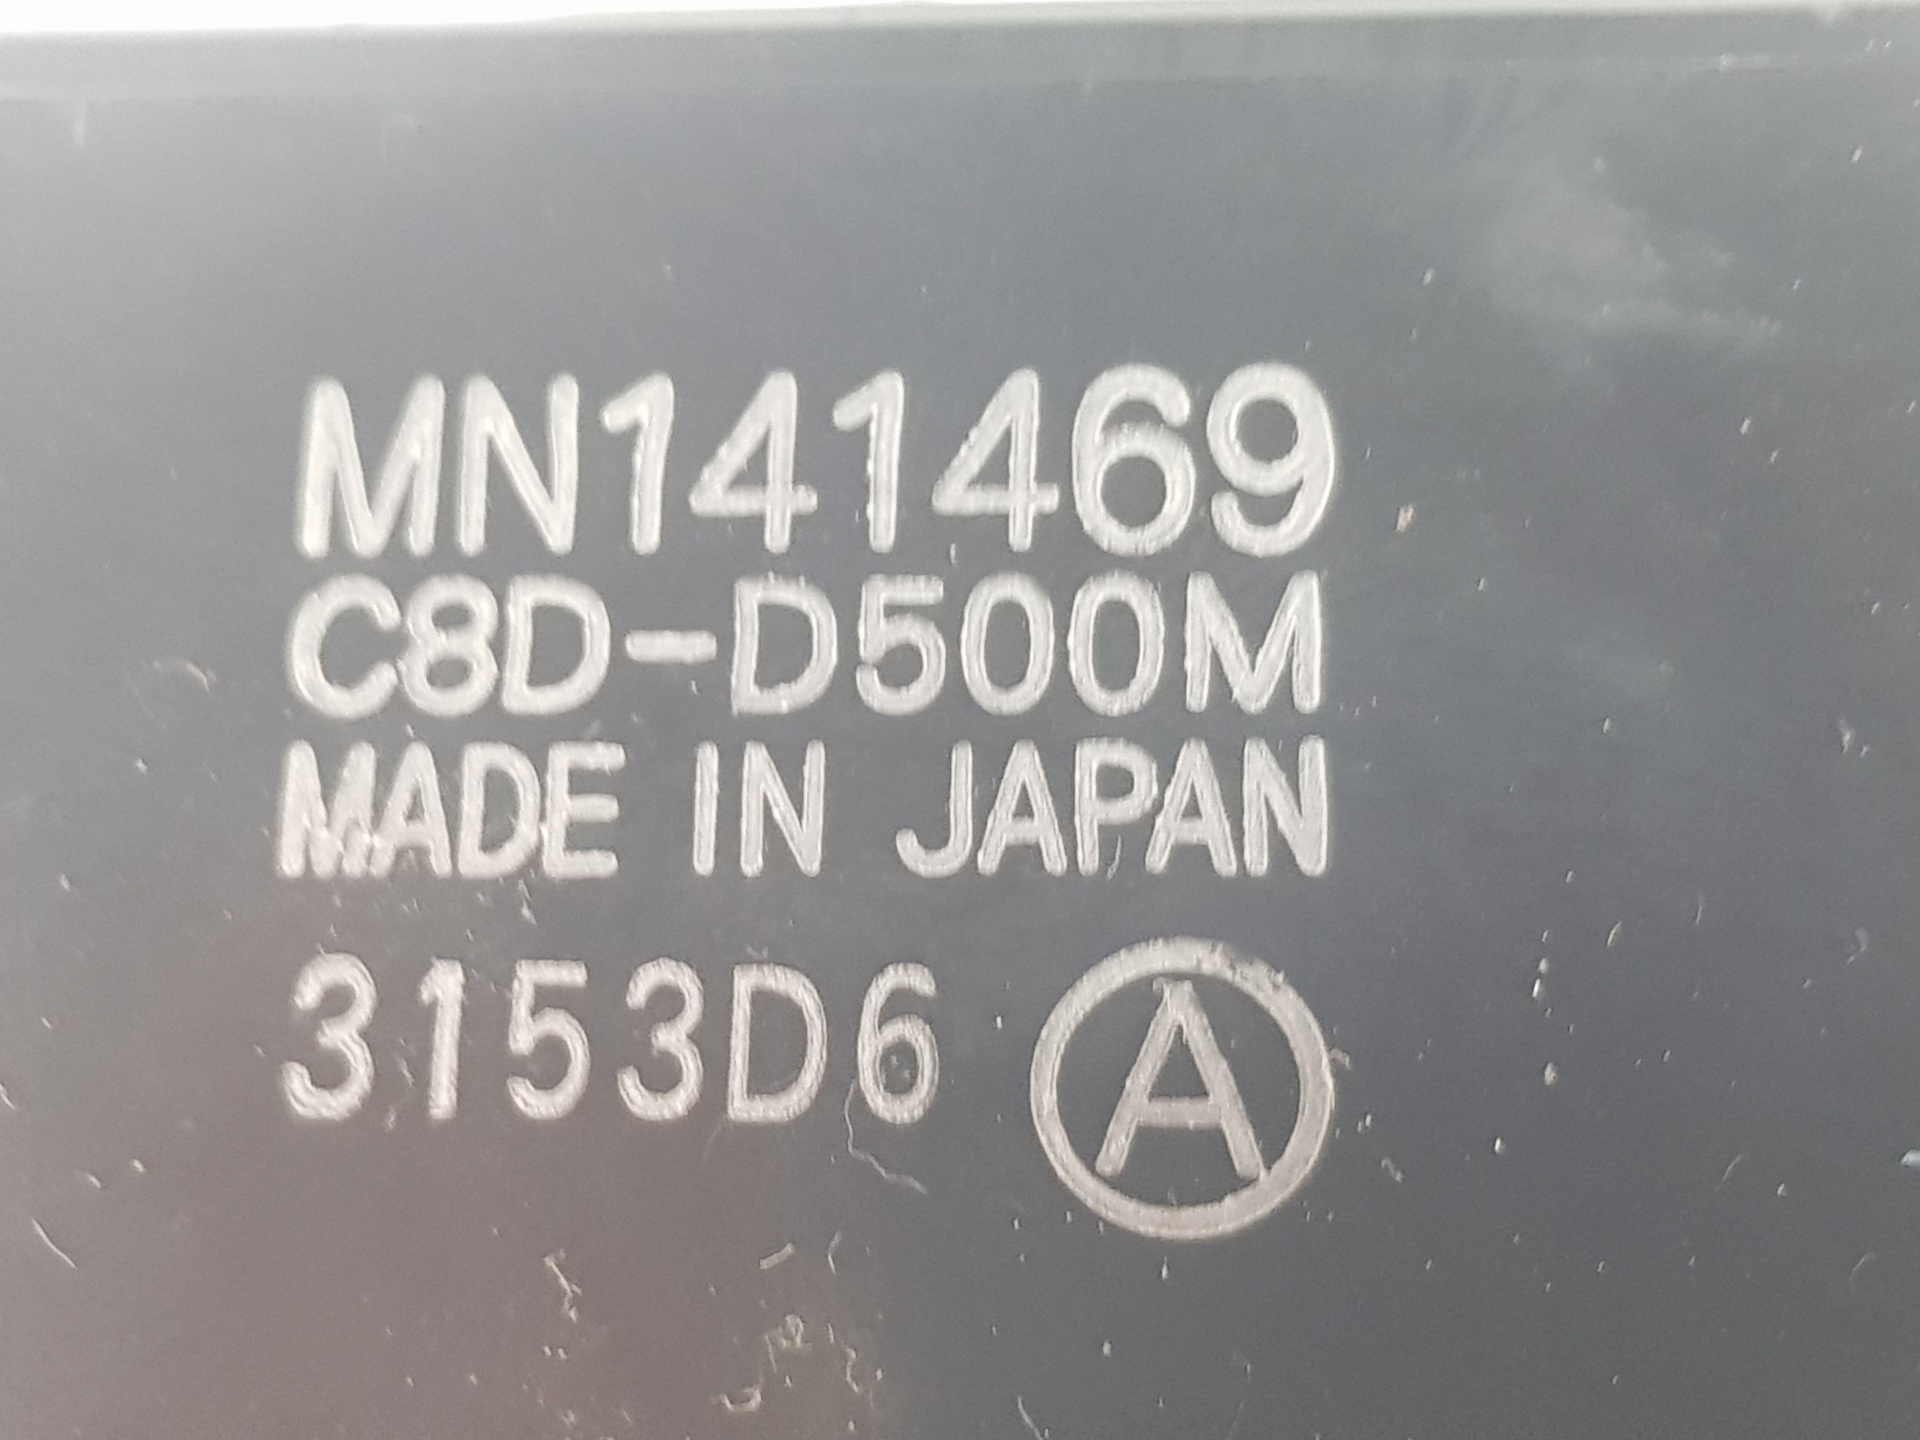 MN141469
C8D-D500M
MADE IN JAPAN
3153D6 Ⓐ